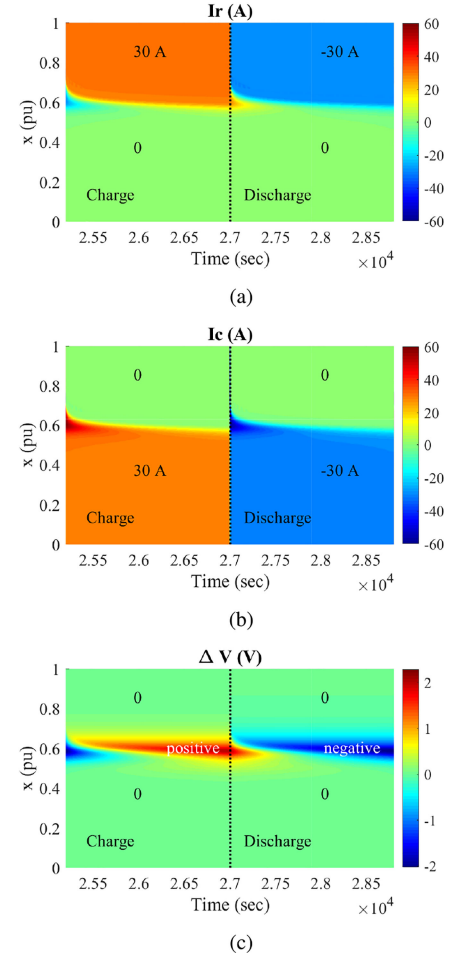 Ir (A)
1
0.8
0.6
0.4
0.2
0
x (pu)
30 A
-30 A
0
0
Charge
Discharge
60
40
20
0
-20
-40
-60
2.55
2.6
2.65
2.7
2.75
2.8
2.85
Time (sec)
×10⁴
(a)
Ic (A)
1
0.8
0.6
0.4
0.2
0
x (pu)
0
0
30 A
-30 A
Charge
Discharge
60
40
20
0
-20
-40
-60
2.55
2.6
2.65
2.7
2.75
2.8
2.85
Time (sec)
×10⁴
(b)
Δ V (V)
1
0.8
0.6
0.4
0.2
0
x (pu)
0
0
positive
negative
0
0
Charge
Discharge
2
1
0
-1
-2
2.55
2.6
2.65
2.7
2.75
2.8
2.85
Time (sec)
×10⁴
(c)